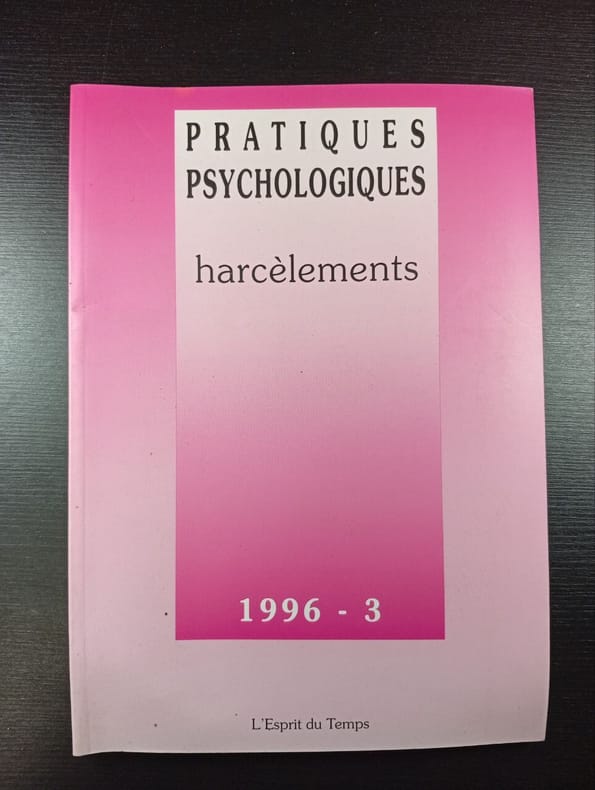 PRATIQUES
PSYCHOLOGIQUES
harcèlements
1996 - 3
L'Esprit du Temps